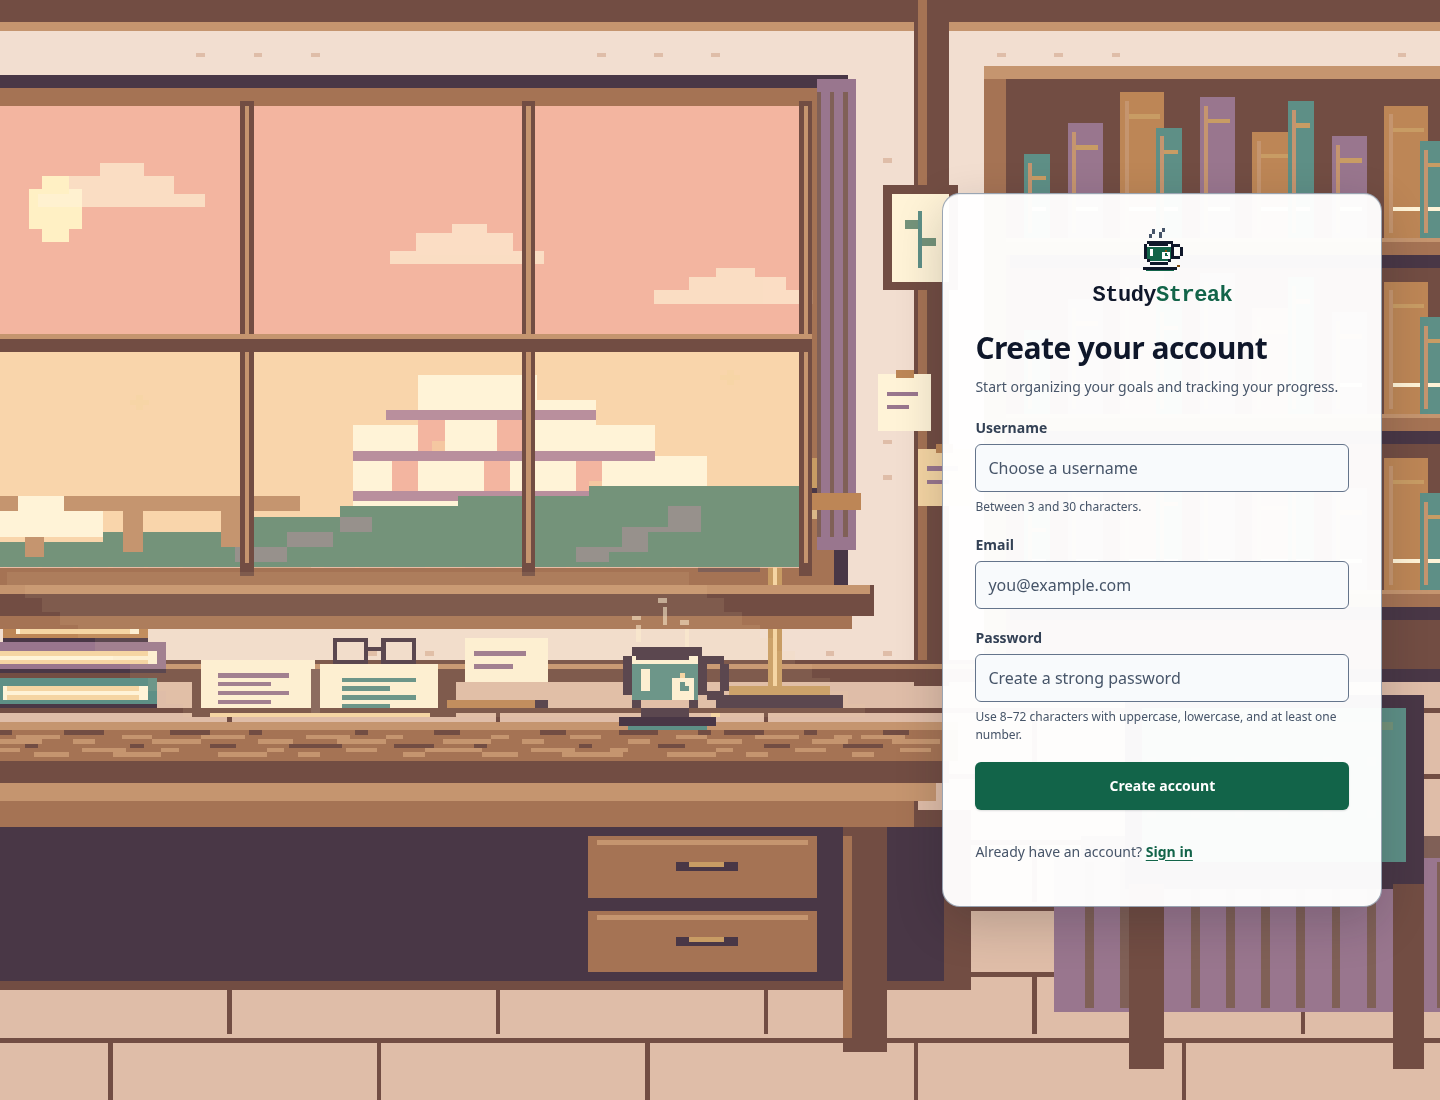 StudyStreak
Create your account
Start organizing your goals and tracking your progress.
Username
Choose a username
Between 3 and 30 characters.
Email
you@example.com
Password
Create a strong password
Use 8–72 characters with uppercase, lowercase, and at least one
number.
Create account
Already have an account? Sign in